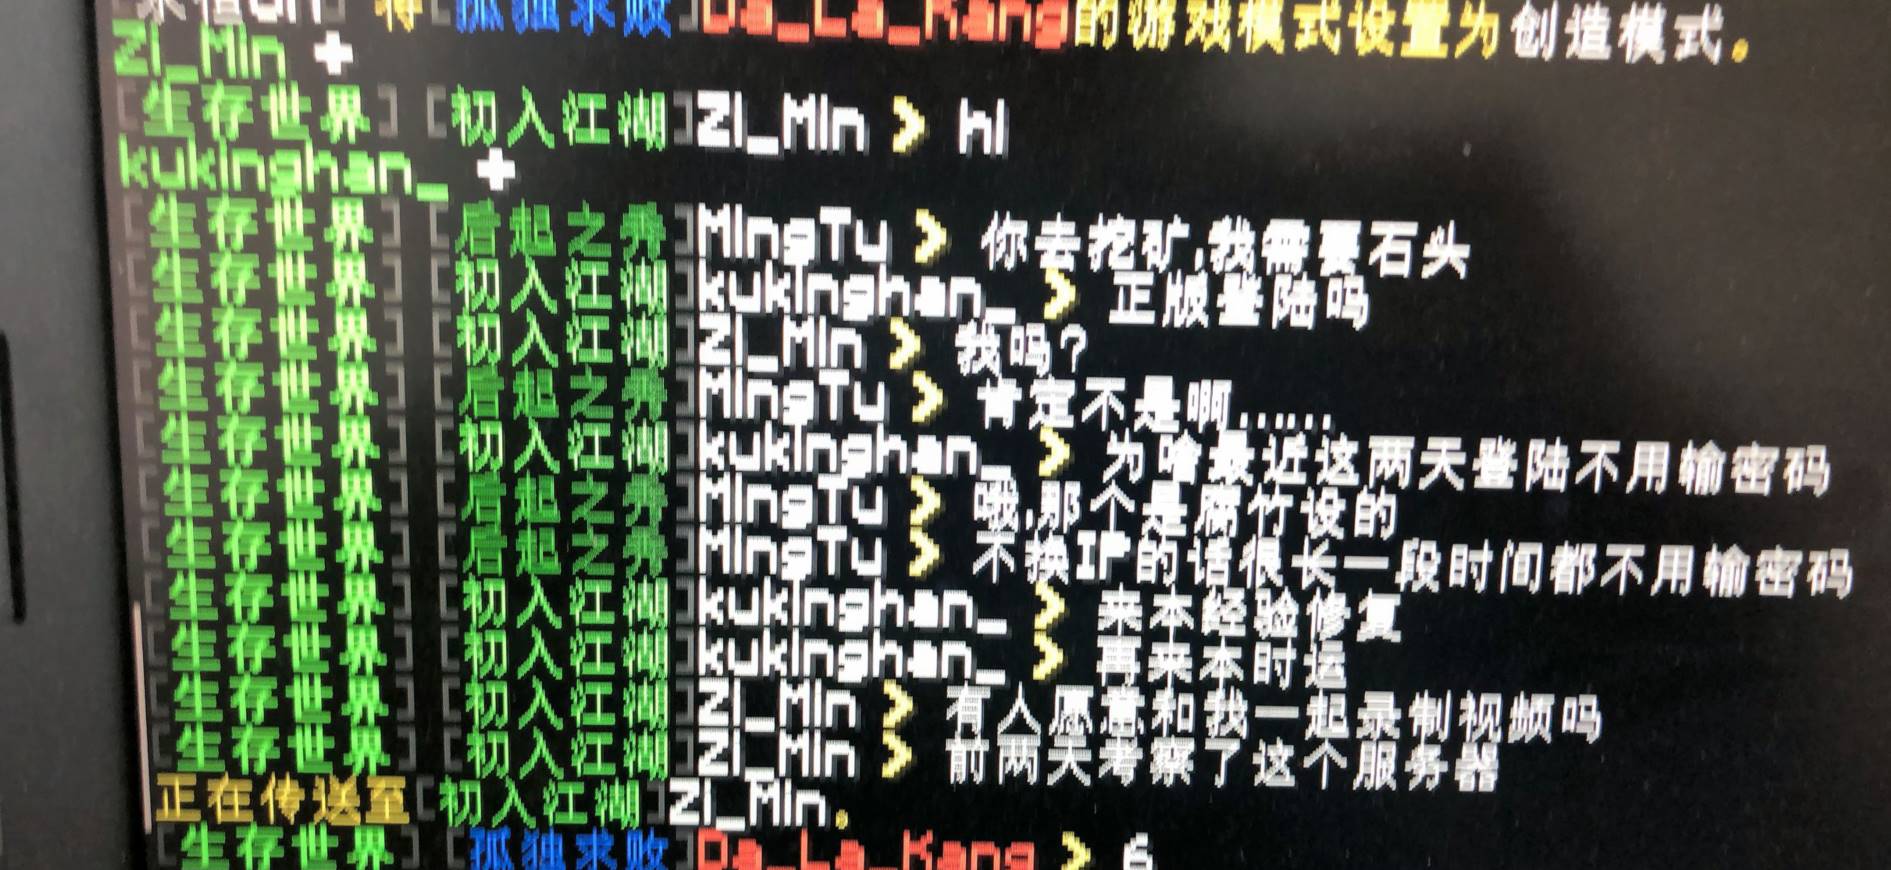 将[孤独求败]Da_La_Kang的游戏模式设置为 创造模式。
Zi_Min +
[生存世界] [初入江湖]Zi_Min > hi
kukinghan_ +
[生存世界] [后起之秀]MingTu > 你去挖矿,我需要石头
[生存世界] [初入江湖]kukinghan_ > 正版登陆吗
[生存世界] [初入江湖]Zi_Min > 我吗?
[生存世界] [后起之秀]MingTu > 肯定不是啊......
[生存世界] [初入江湖]kukinghan_ > 为啥最近这两天登陆不用输密码
[生存世界] [后起之秀]MingTu > 哦,那个是腐竹设的
[生存世界] [后起之秀]MingTu > 不换IP的话很长一段时间都不用输密码
[生存世界] [初入江湖]kukinghan_ > 来本经验修复
[生存世界] [初入江湖]kukinghan_ > 再来本时运
[生存世界] [初入江湖]Zi_Min > 有人愿意和我一起录制视频吗
[生存世界] [初入江湖]Zi_Min > 前两天考察了这个服务器
正在传送至[初入江湖]Zi_Min。
[生存世界] [孤独求败]Da_La_Kang > 6